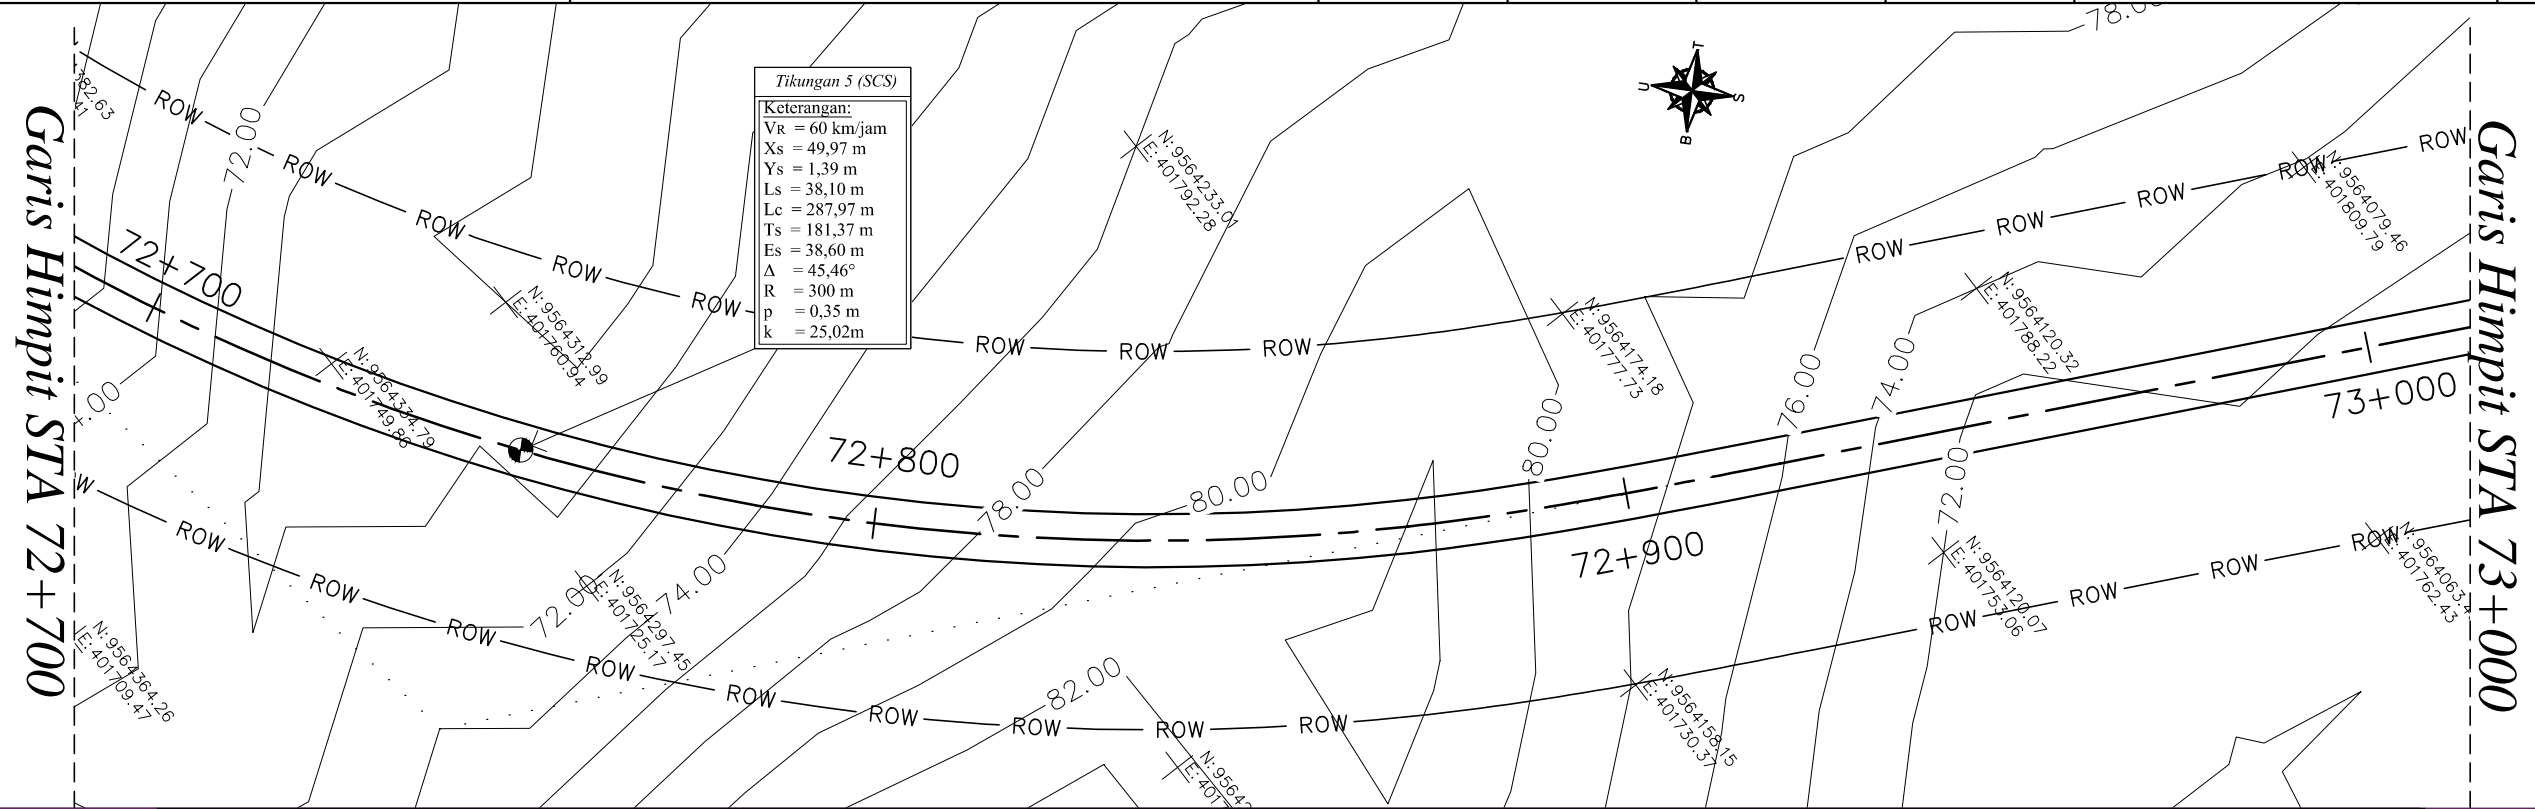 Garis Himpit STA 72+700
Tikungan 5 (SCS)
Keterangan:
VR = 60 km/jam
Xs = 49,97 m
Ys = 1,39 m
Ls = 38,10 m
Lc = 287,97 m
Ts = 181,37 m
Es = 38,60 m
Δ = 45,46°
R = 300 m
p = 0,35 m
k = 25,02m
T
U
S
B
78.00
72.00
ROW
ROW
ROW
ROW
ROW
ROW
ROW
ROW
ROW
ROW
ROW
ROW
ROW
N: 9564233.01
E: 401792.28
N: 9564079.46
E: 401809.79
72+700
N: 9564312.99
E: 401760.94
N: 9564334.79
E: 401749.86
N: 9564174.18
E: 401777.73
N: 9564120.32
E: 401788.22
76.00
74.00
80.00
72.00
72+800
78.00
80.00
72+900
73+000
72.00
74.00
82.00
N: 9564297.45
E: 401725.17
N: 9564364.26
E: 401709.47
N: 9564120.07
E: 401753.06
N: 9564158.15
E: 401730.37
N: 9564063.4
E: 401762.43
N: 95642
E: 4017
ROW
ROW
ROW
ROW
ROW
ROW
ROW
ROW
ROW
ROW
ROW
ROW
ROW
Garis Himpit STA 73+000